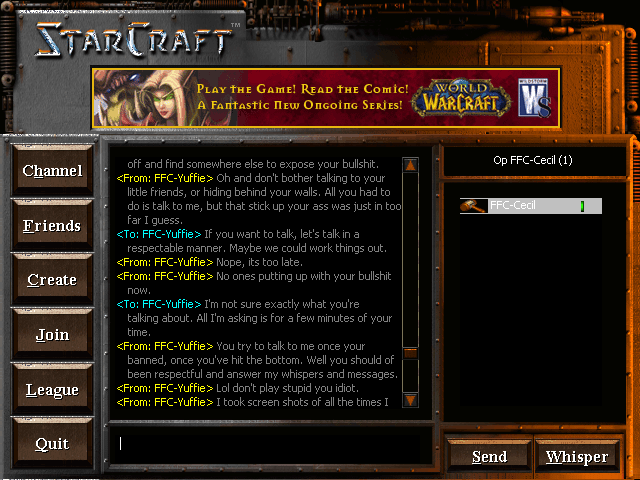 STARCRAFT™
PLAY THE GAME! READ THE COMIC!
A FANTASTIC NEW ONGOING SERIES!
WORLD OF WARCRAFT
WILDSTORM
WS
Channel
Friends
Create
Join
League
Quit
off and find somewhere else to expose your bullshit.
<From: FFC-Yuffie> Oh and don't bother talking to your
little friends, or hiding behind your walls. All you had to
do is talk to me, but that stick up your ass was just in too
far I guess.
<To: FFC-Yuffie> If you want to talk, let's talk in a
respectable manner. Maybe we could work things out.
<From: FFC-Yuffie> Nope, its too late.
<From: FFC-Yuffie> No ones putting up with your bullshit
now.
<To: FFC-Yuffie> I'm not sure exactly what you're
talking about. All I'm asking is for a few minutes of your
time.
<From: FFC-Yuffie> You try to talk to me once your
banned, once you've hit the bottom. Well you should of
been respectful and answer my whispers and messages.
<From: FFC-Yuffie> Lol don't play stupid you idiot.
<From: FFC-Yuffie> I took screen shots of all the times I
Op FFC-Cecil (1)
FFC-Cecil
Send
Whisper